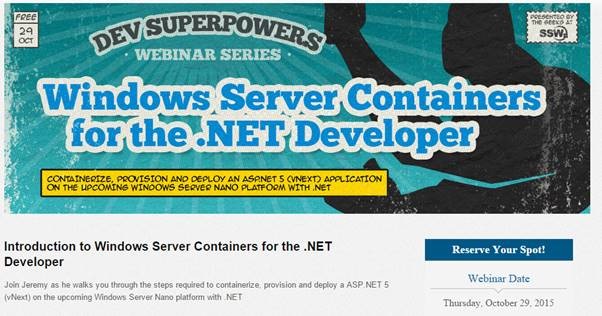 FREE
29
OCT
DEV SUPERPOWERS
· WEBINAR SERIES ·
PRESENTED BY
THE GEEKS AT
SSW
Windows Server Containers
for the .NET Developer
CONTAINERIZE, PROVISION AND DEPLOY AN ASP.NET 5 (VNEXT) APPLICATION
ON THE UPCOMING WINDOWS SERVER NANO PLATFORM WITH .NET
Introduction to Windows Server Containers for the .NET
Developer
Join Jeremy as he walks you through the steps required to containerize, provision and deploy a ASP.NET 5
(vNext) on the upcoming Windows Server Nano platform with .NET
Reserve Your Spot!
Webinar Date
Thursday, October 29, 2015